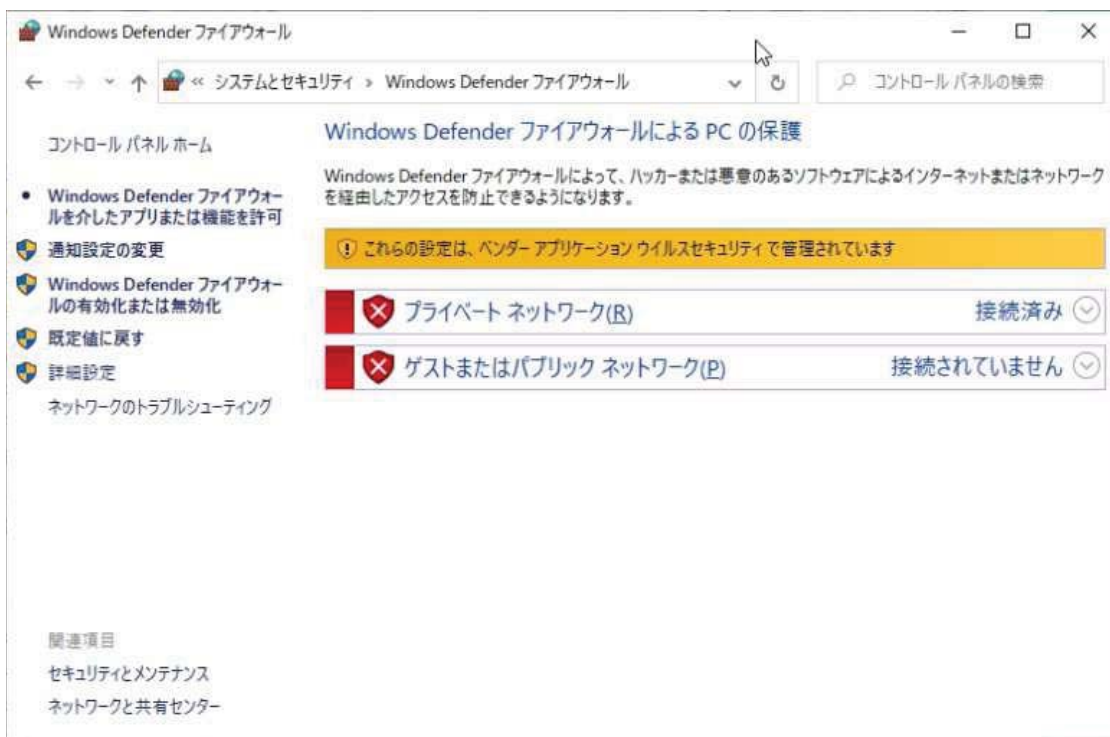 Windows Defender ファイアウォール
« システムとセキュリティ › Windows Defender ファイアウォール
コントロール パネルの検索
コントロール パネル ホーム
Windows Defender ファイアウォー
ルを介したアプリまたは機能を許可
通知設定の変更
Windows Defender ファイアウォー
ルの有効化または無効化
既定値に戻す
詳細設定
ネットワークのトラブルシューティング
Windows Defender ファイアウォールによる PC の保護
Windows Defender ファイアウォールによって、ハッカーまたは悪意のあるソフトウェアによるインターネットまたはネットワーク
を経由したアクセスを防止できるようになります。
これらの設定は、ベンダー アプリケーション ウイルスセキュリティ で管理されています
プライベート ネットワーク(R) 接続済み
ゲストまたはパブリック ネットワーク(P) 接続されていません
関連項目
セキュリティとメンテナンス
ネットワークと共有センター